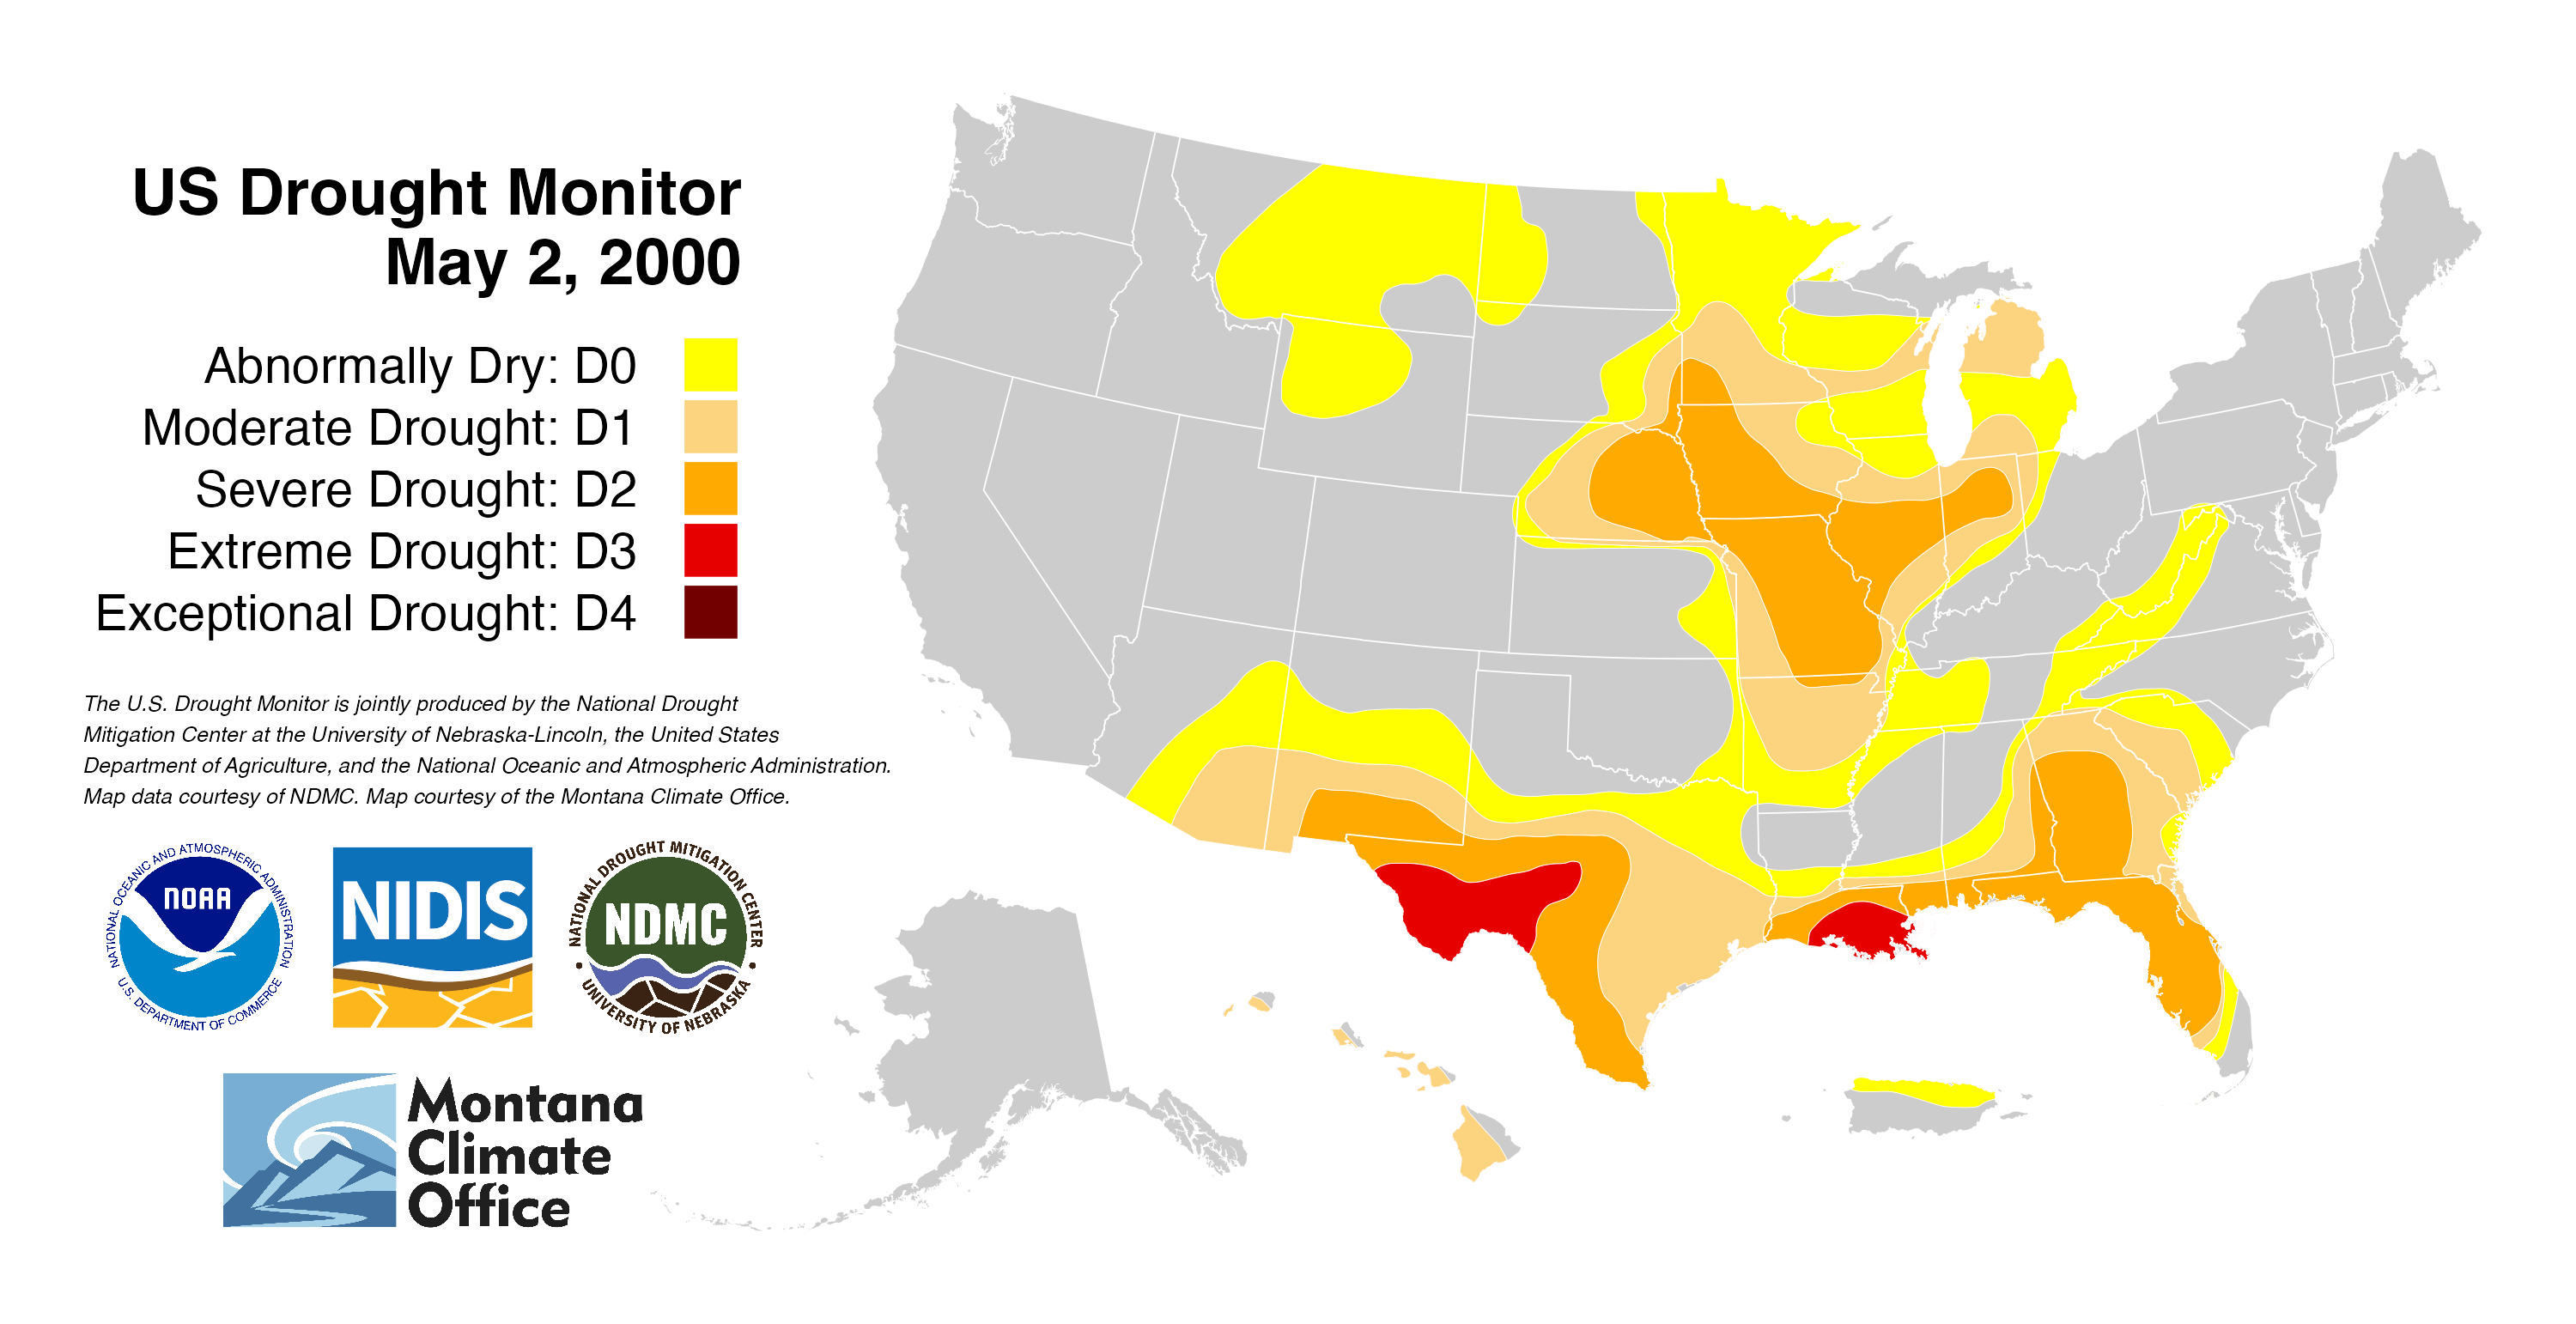 US Drought Monitor
May 2, 2000
Abnormally Dry: D0
Moderate Drought: D1
Severe Drought: D2
Extreme Drought: D3
Exceptional Drought: D4
The U.S. Drought Monitor is jointly produced by the National Drought
Mitigation Center at the University of Nebraska-Lincoln, the United States
Department of Agriculture, and the National Oceanic and Atmospheric Administration.
Map data courtesy of NDMC. Map courtesy of the Montana Climate Office.
NATIONAL OCEANIC AND ATMOSPHERIC ADMINISTRATION
NOAA
U.S. DEPARTMENT OF COMMERCE
NIDIS
NATIONAL DROUGHT MITIGATION CENTER
NDMC
UNIVERSITY OF NEBRASKA
Montana
Climate
Office